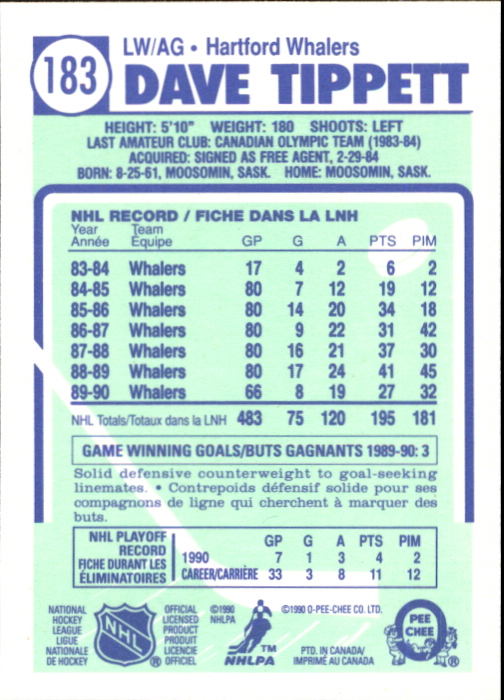 183
LW/AG • Hartford Whalers
DAVE TIPPETT
HEIGHT: 5'10" WEIGHT: 180 SHOOTS: LEFT
LAST AMATEUR CLUB: CANADIAN OLYMPIC TEAM (1983-84)
ACQUIRED: SIGNED AS FREE AGENT, 2-29-84
BORN: 8-25-61, MOOSOMIN, SASK. HOME: MOOSOMIN, SASK.
NHL RECORD / FICHE DANS LA LNH
Year Team
Année Équipe GP G A PTS PIM
83-84 Whalers 17 4 2 6 2
84-85 Whalers 80 7 12 19 12
85-86 Whalers 80 14 20 34 18
86-87 Whalers 80 9 22 31 42
87-88 Whalers 80 16 21 37 30
88-89 Whalers 80 17 24 41 45
89-90 Whalers 66 8 19 27 32
NHL Totals/Totaux dans la LNH 483 75 120 195 181
GAME WINNING GOALS/BUTS GAGNANTS 1989-90: 3
Solid defensive counterweight to goal-seeking
linemates. • Contrepoids défensif solide pour ses
compagnons de ligne qui cherchent à marquer des
buts.
NHL PLAYOFF
RECORD
FICHE DURANT LES
ÉLIMINATOIRES
GP G A PTS PIM
1990 7 1 3 4 2
CAREER/CARRIÈRE 33 3 8 11 12
NATIONAL
HOCKEY
LEAGUE
LIGUE
NATIONALE
DE HOCKEY
NHL
®
OFFICIAL
LICENSED
PRODUCT
PRODUIT
LICENCIÉ
OFFICIEL
©1990
NHLPA
TM
NHLPA
©1990 O-PEE-CHEE CO. LTD.
PTD. IN CANADA/
IMPRIMÉ AU CANADA
O
PEE
CHEE
®